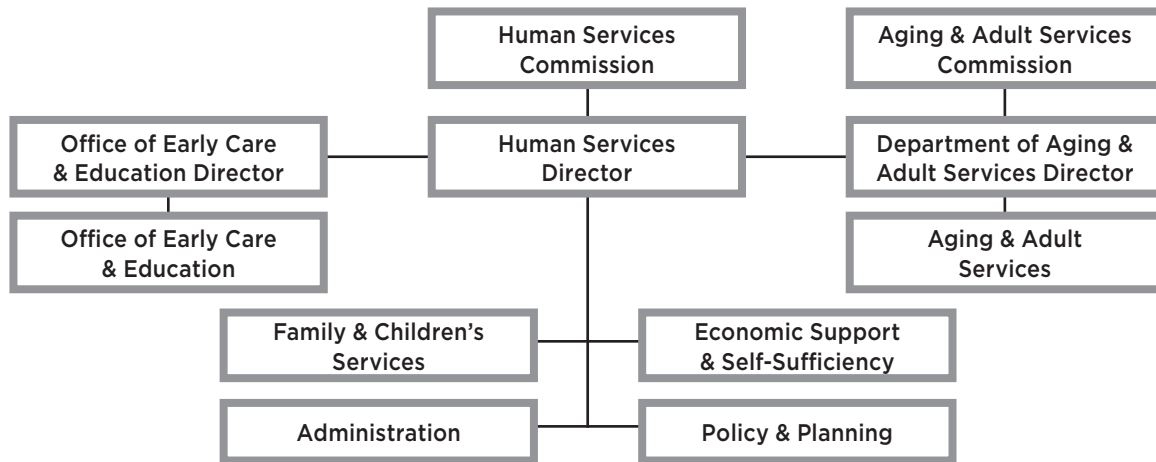 Human Services
Commission
Aging & Adult Services
Commission
Office of Early Care
& Education Director
Human Services
Director
Department of Aging &
Adult Services Director
Office of Early Care
& Education
Aging & Adult
Services
Family & Children’s
Services
Economic Support
& Self-Sufficiency
Administration
Policy & Planning